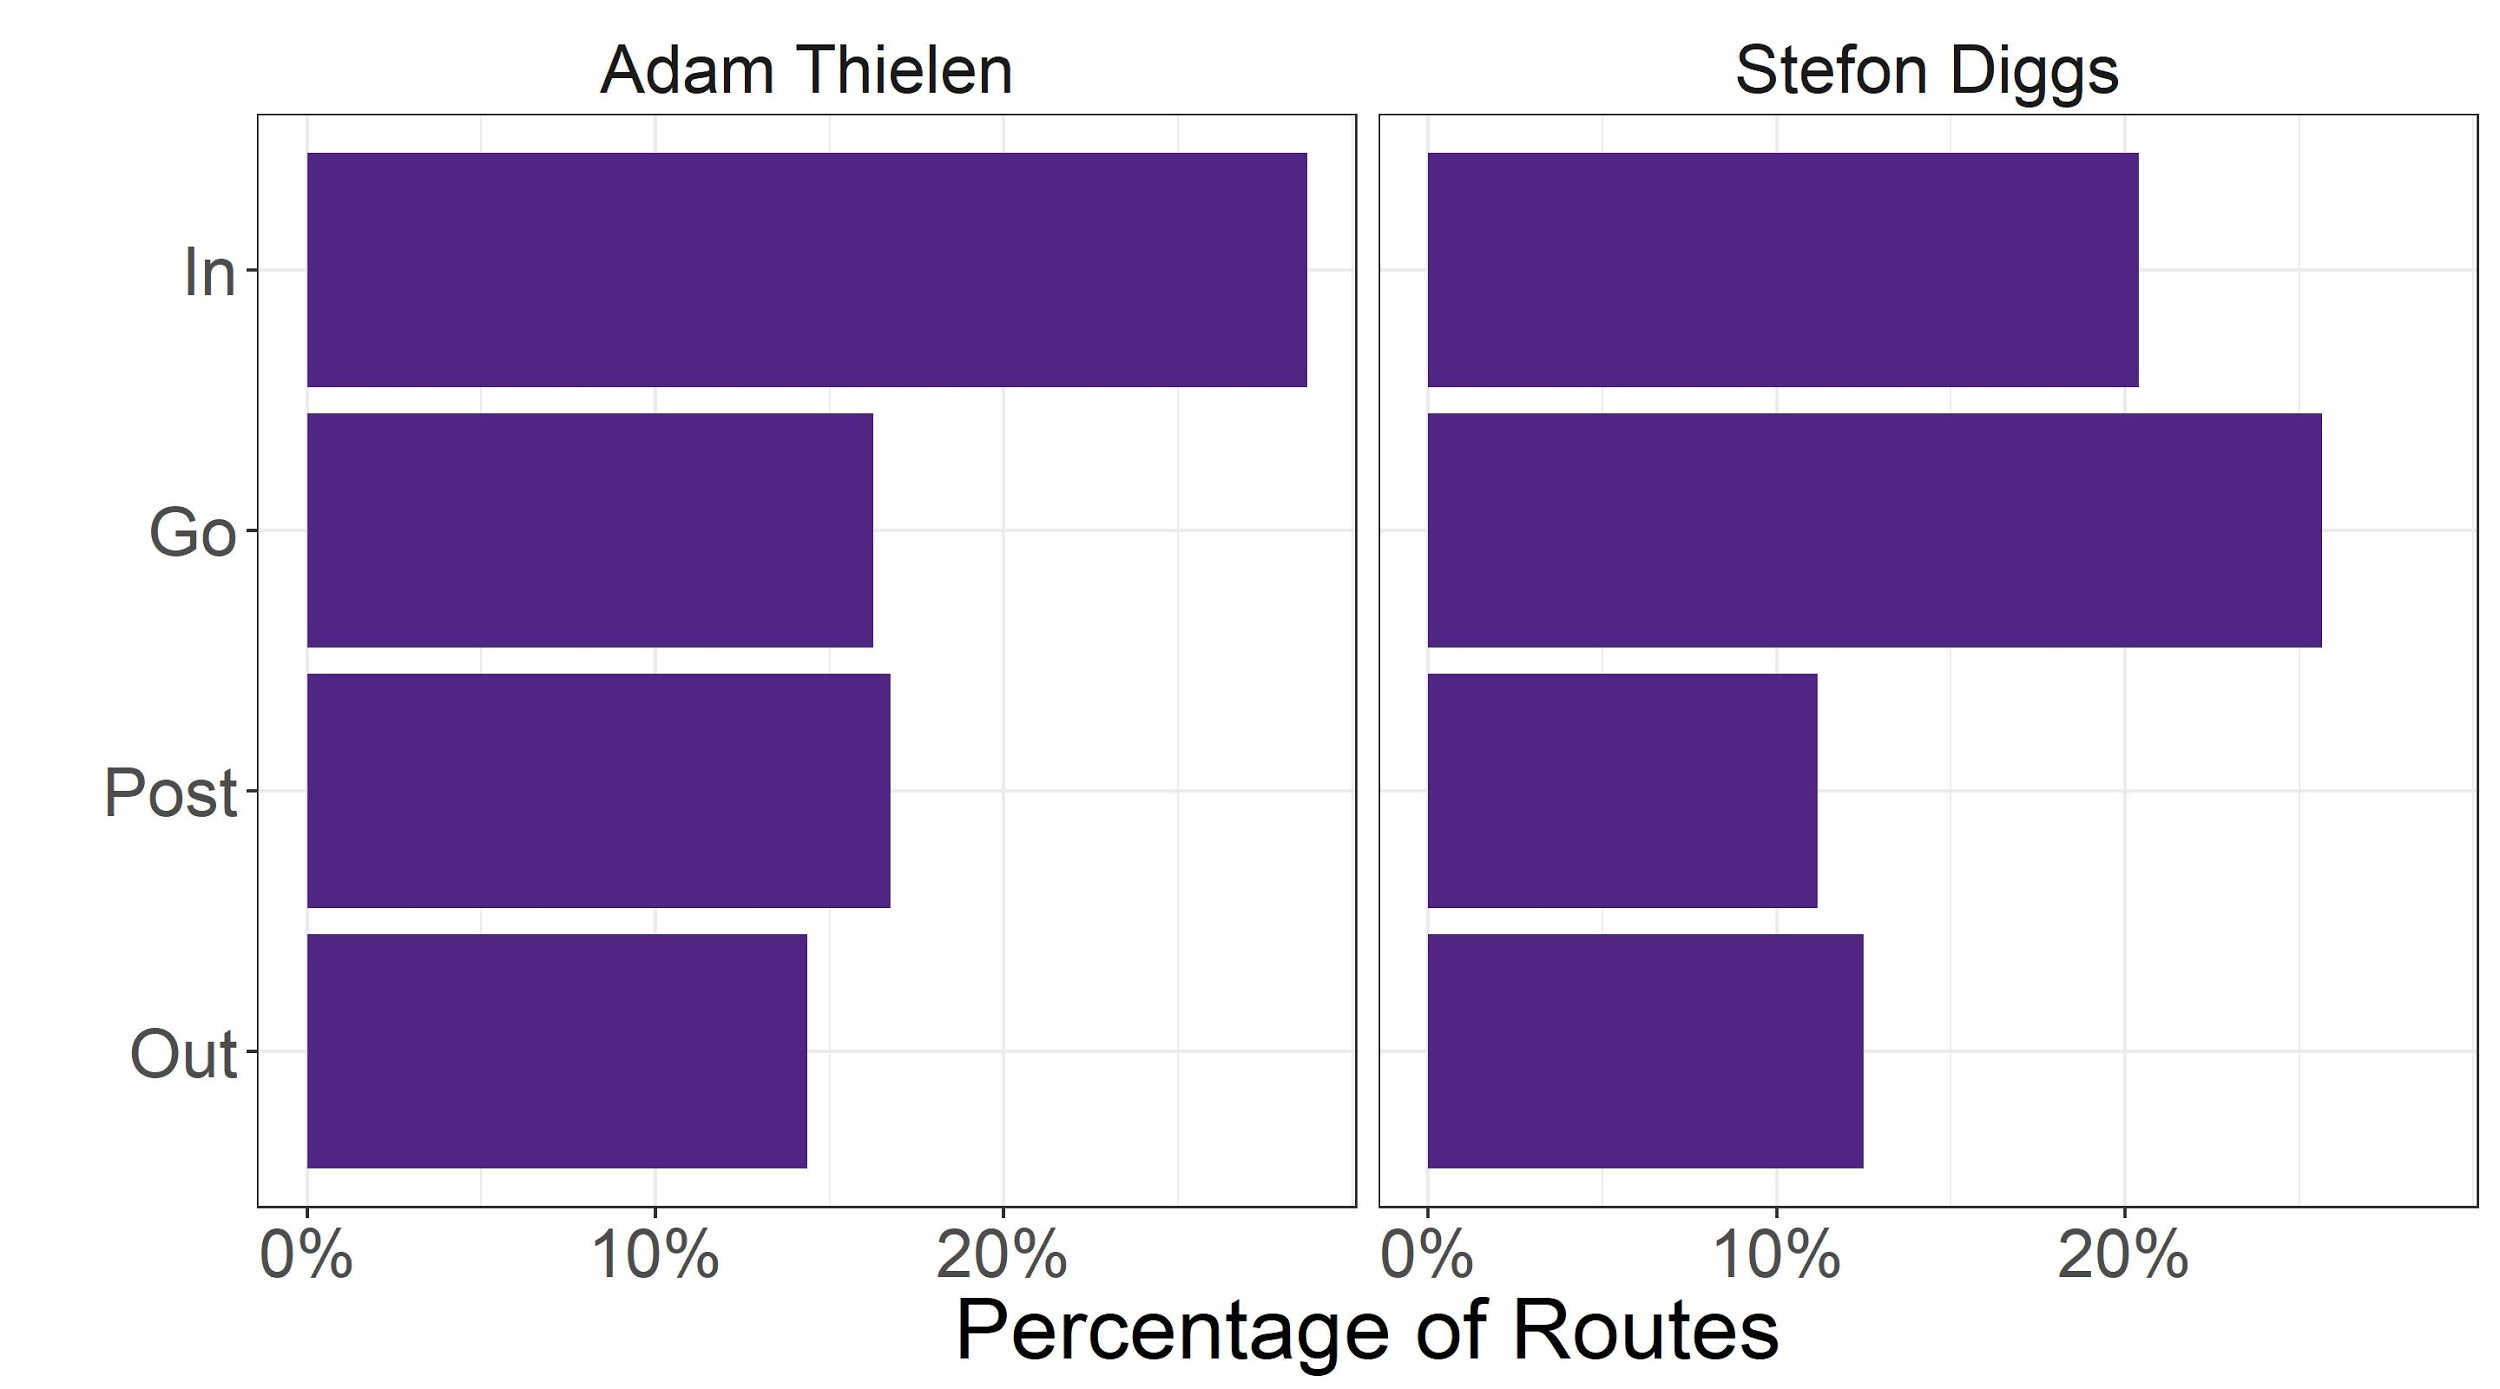 Adam Thielen
Stefon Diggs
In
Go
Post
Out
0% 10% 20%
0% 10% 20%
Percentage of Routes